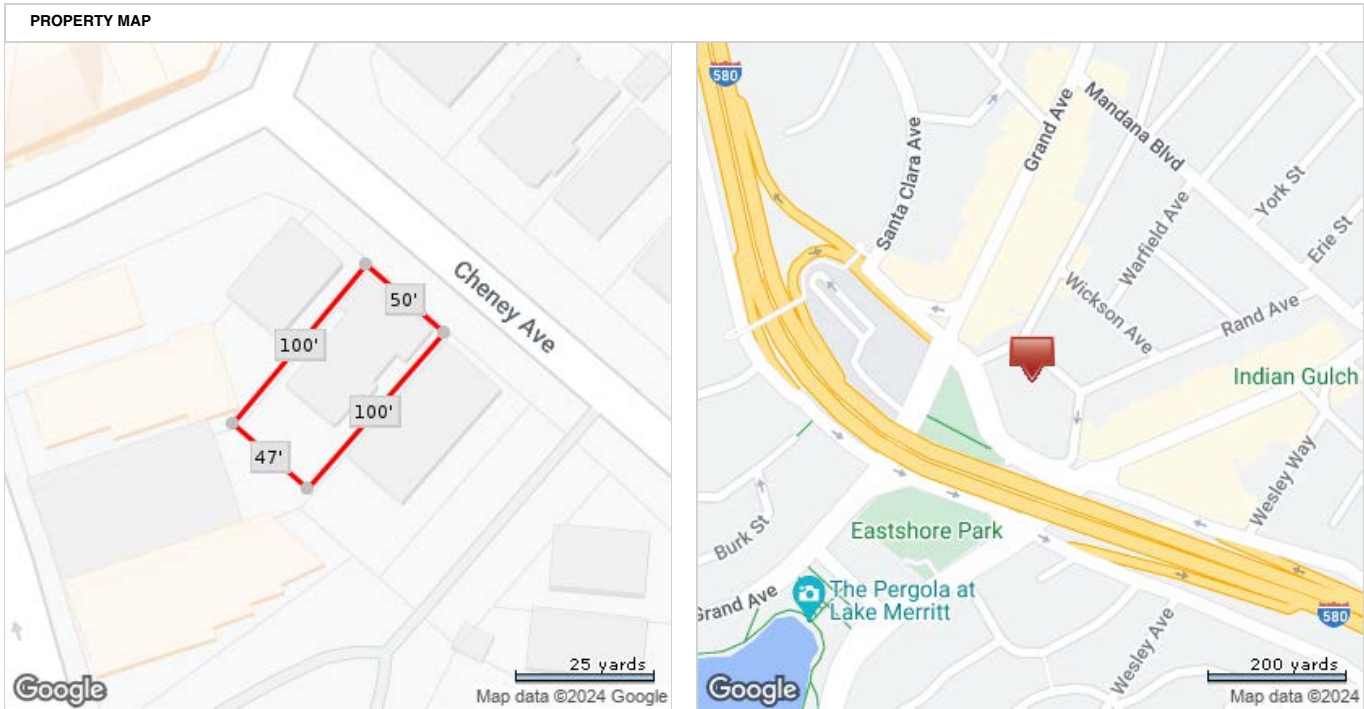 PROPERTY MAP
Cheney Ave
50'
100'
100'
47'
25 yards
Google
Map data ©2024 Google
580
Mandana Blvd
Grand Ave
Santa Clara Ave
York St
Warfield Ave
Erie St
Wickson Ave
Rand Ave
Indian Gulch
Wesley Way
Burk St
Eastshore Park
Grand Ave
The Pergola at
Lake Merritt
580
Wesley Ave
200 yards
Google
Map data ©2024